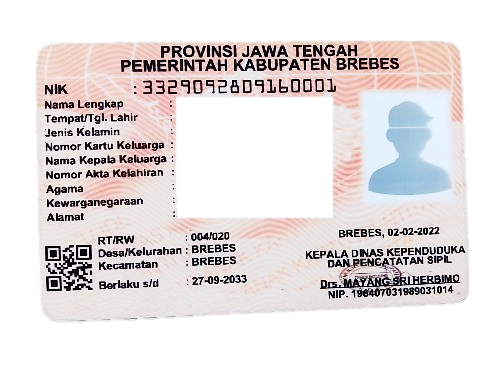 PROVINSI JAWA TENGAH
PEMERINTAH KABUPATEN BREBES
NIK : 3329092809160001
Nama Lengkap :
Tempat/Tgl. Lahir :
Jenis Kelamin :
Nomor Kartu Keluarga :
Nama Kepala Keluarga :
Nomor Akta Kelahiran :
Agama
Kewarganegaraan
Alamat
RT/RW : 004/020
Desa/Kelurahan : BREBES
Kecamatan : BREBES
Berlaku s/d : 27-09-2033
BREBES, 02-02-2022
KEPALA DINAS KEPENDUDUKA
DAN PENCATATAN SIPIL
Drs. MAYANG SRI HERBIMO
NIP. 196407031989031014